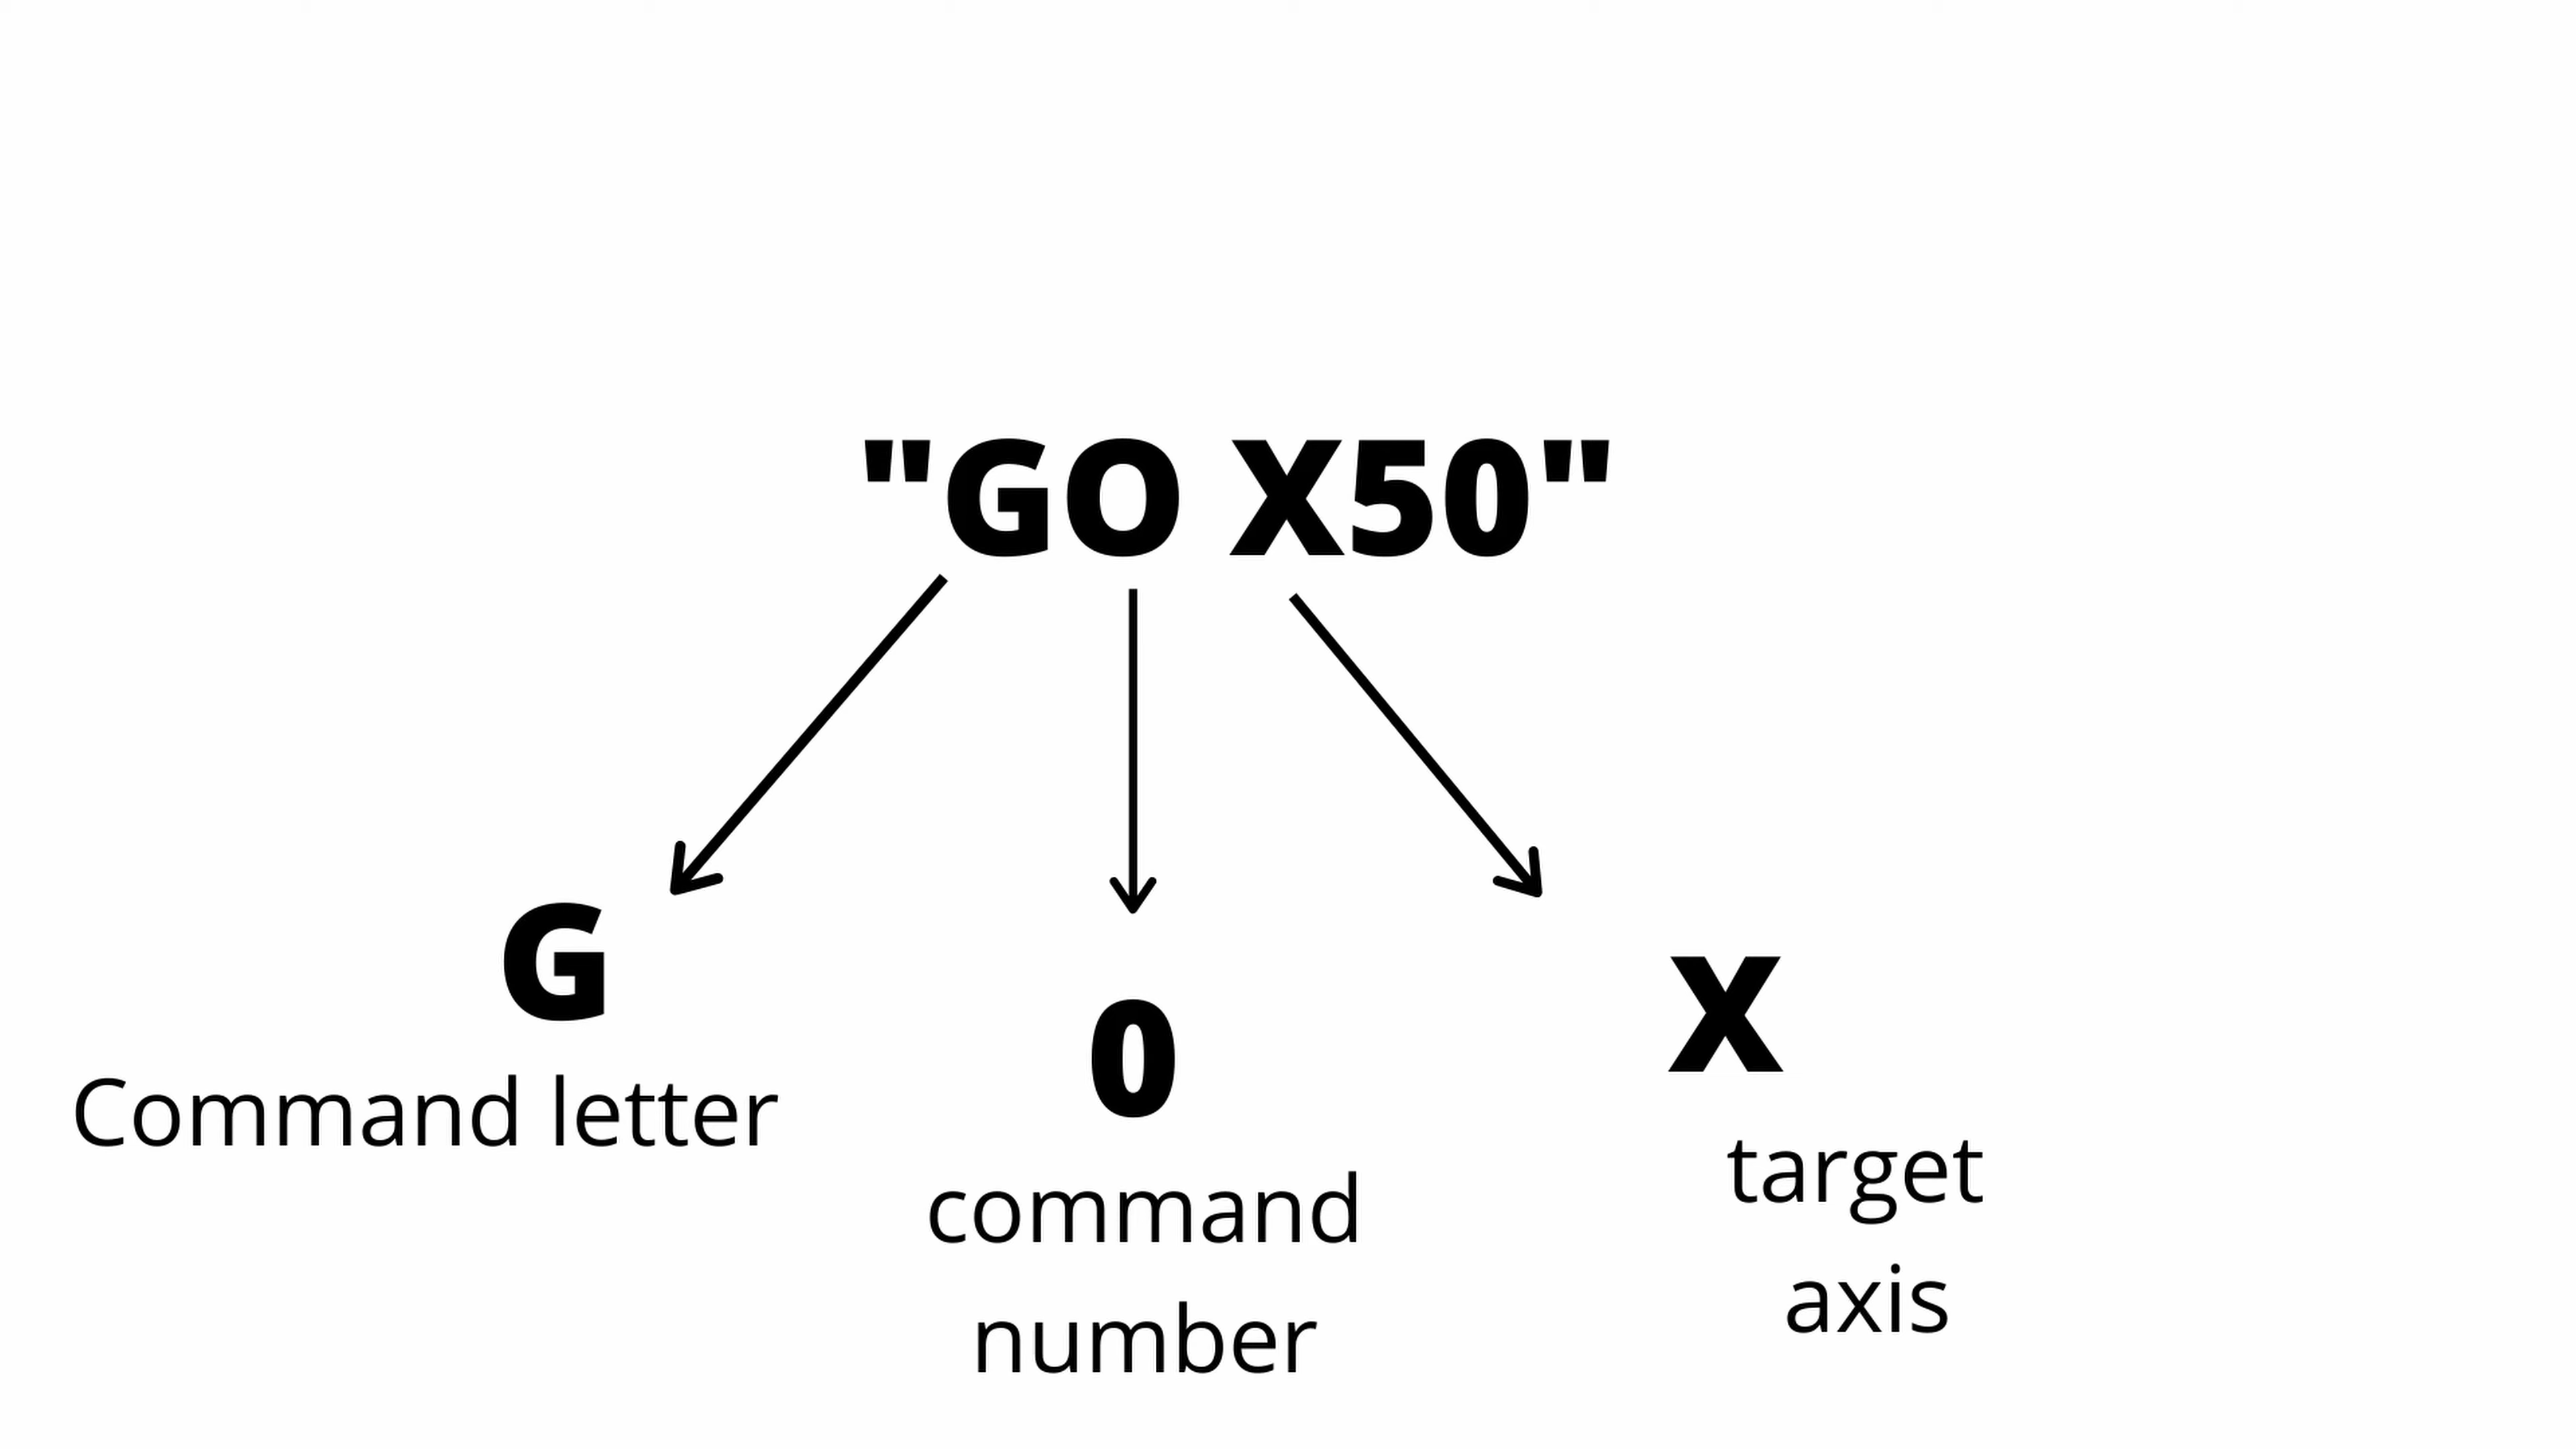 "GO X50"
G
Command letter
0
command
number
X
target
axis